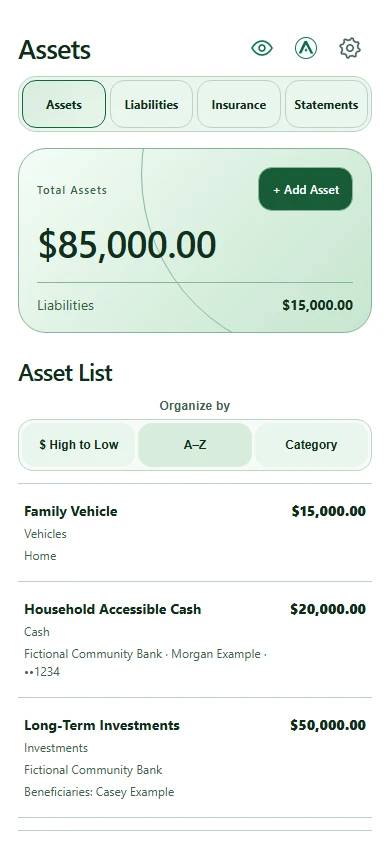 Assets
Assets
Liabilities
Insurance
Statements
Total Assets
+ Add Asset
$85,000.00
Liabilities
$15,000.00
Asset List
Organize by
$ High to Low
A–Z
Category
Family Vehicle
$15,000.00
Vehicles
Home
Household Accessible Cash
$20,000.00
Cash
Fictional Community Bank · Morgan Example ·
••1234
Long-Term Investments
$50,000.00
Investments
Fictional Community Bank
Beneficiaries: Casey Example